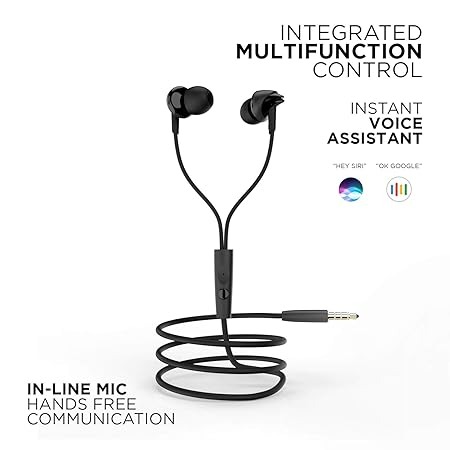 INTEGRATED
MULTIFUNCTION
CONTROL
INSTANT
VOICE
ASSISTANT
"HEY SIRI" "OK GOOGLE"
IN-LINE MIC
HANDS FREE
COMMUNICATION